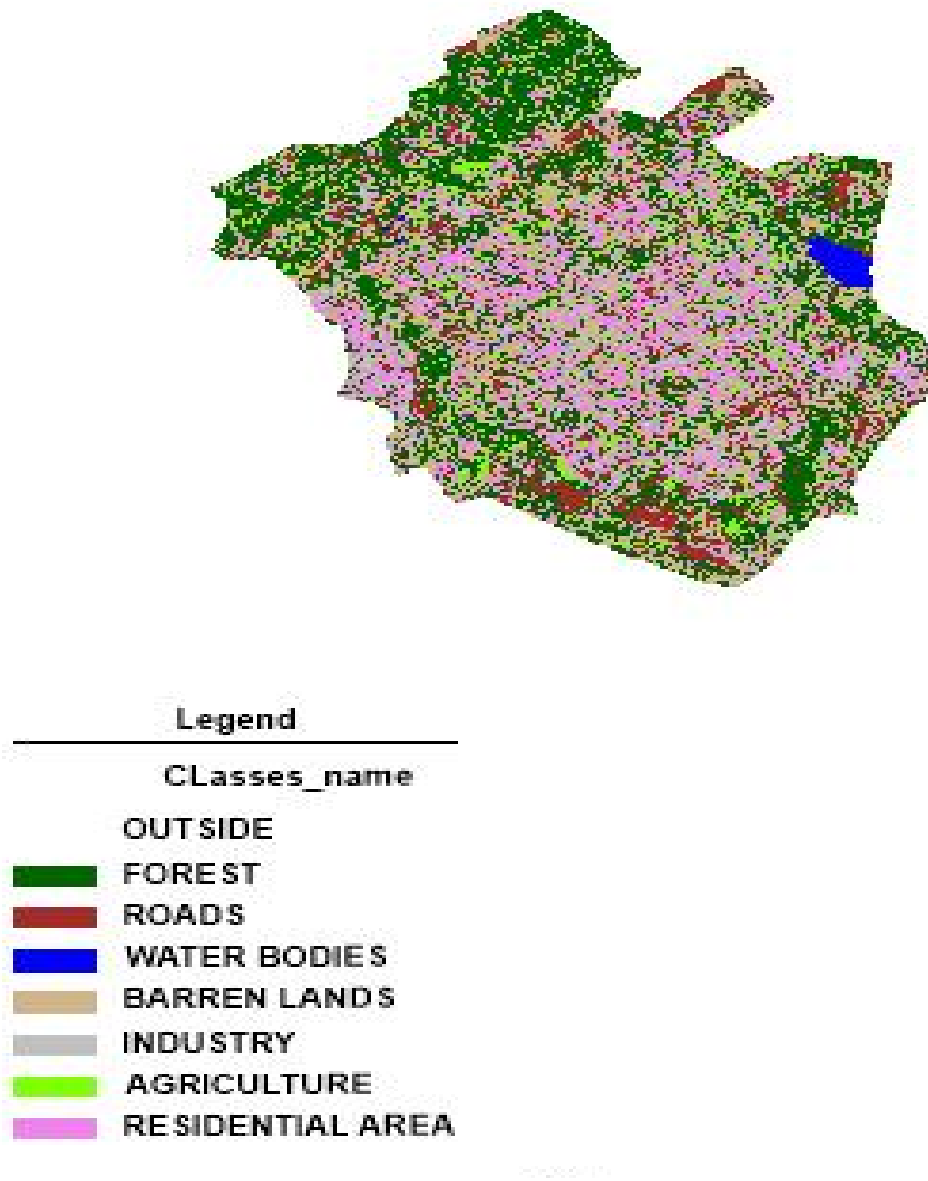 Legend
CLasses_name
OUTSIDE
FOREST
ROADS
WATER BODIES
BARREN LANDS
INDUSTRY
AGRICULTURE
RESIDENTIAL AREA